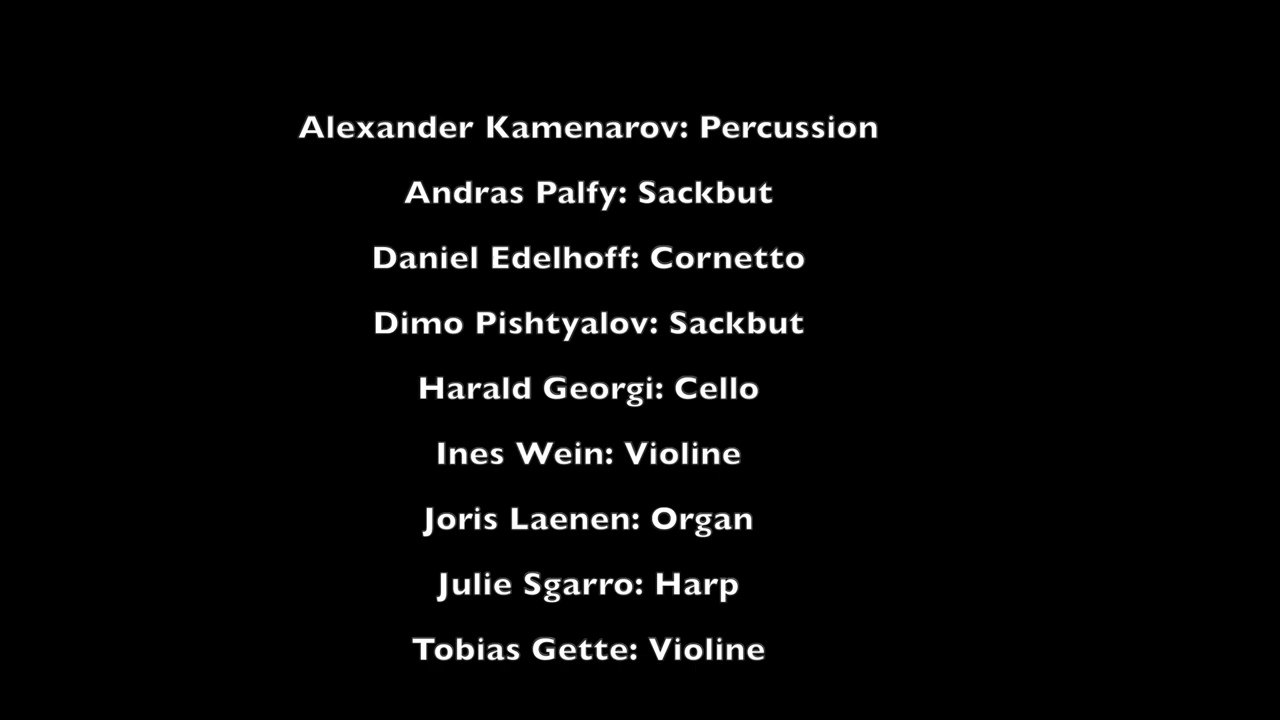 Alexander Kamenarov: Percussion
Andras Palfy: Sackbut
Daniel Edelhoff: Cornetto
Dimo Pishtyalov: Sackbut
Harald Georgi: Cello
Ines Wein: Violine
Joris Laenen: Organ
Julie Sgarro: Harp
Tobias Gette: Violine